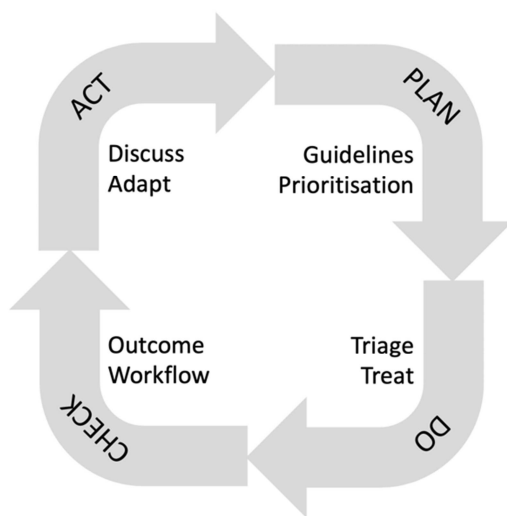 ACT
PLAN
Discuss
Adapt
Guidelines
Prioritisation
Outcome
Workflow
Triage
Treat
CHECK
DO